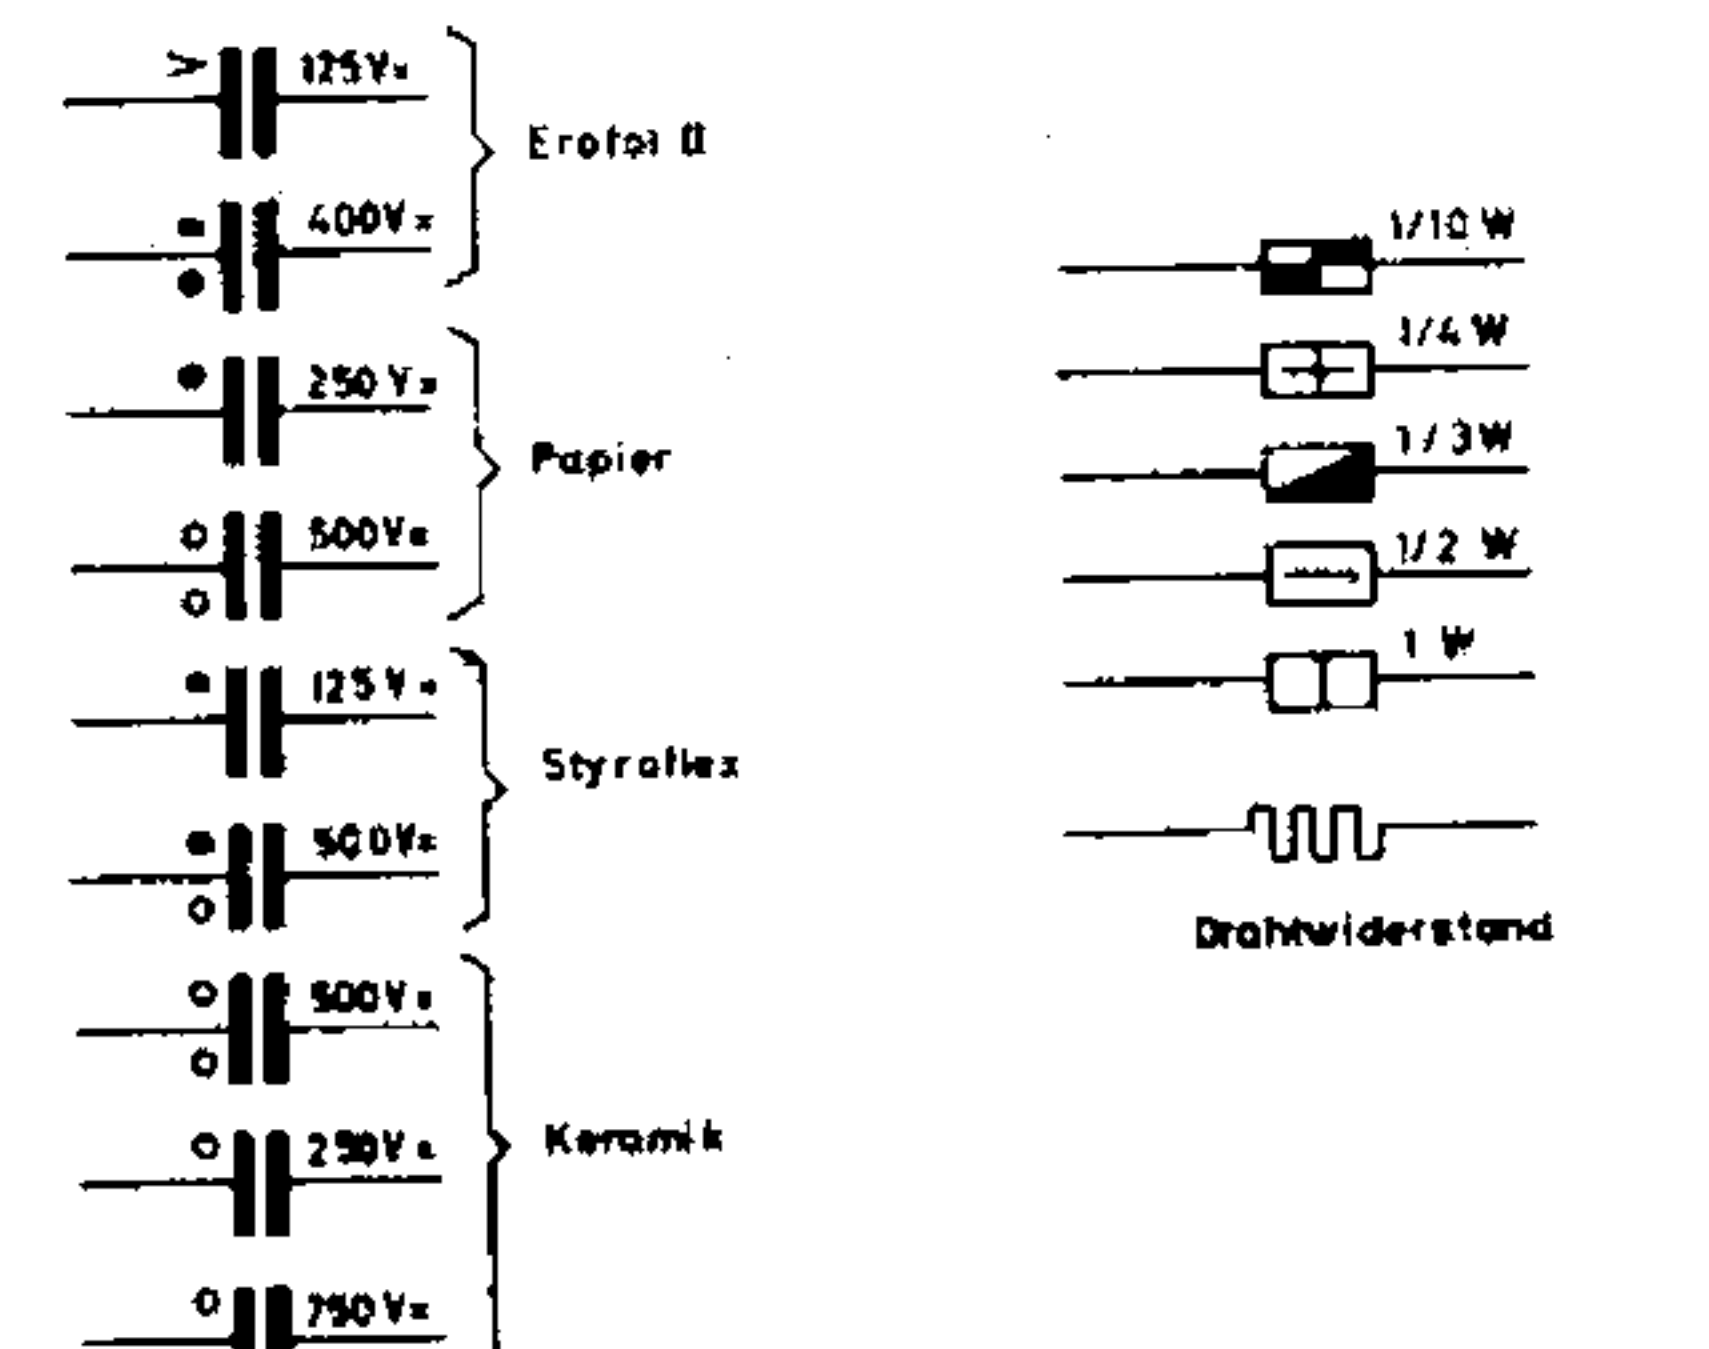 125V=
Erofol II
400V=
250V=
Papier
500V=
125V=
Styroflex
500V=
500V=
250V=
Keramik
750V=
1/10 W
1/4 W
1/3 W
1/2 W
1 W
Drahtwiderstand